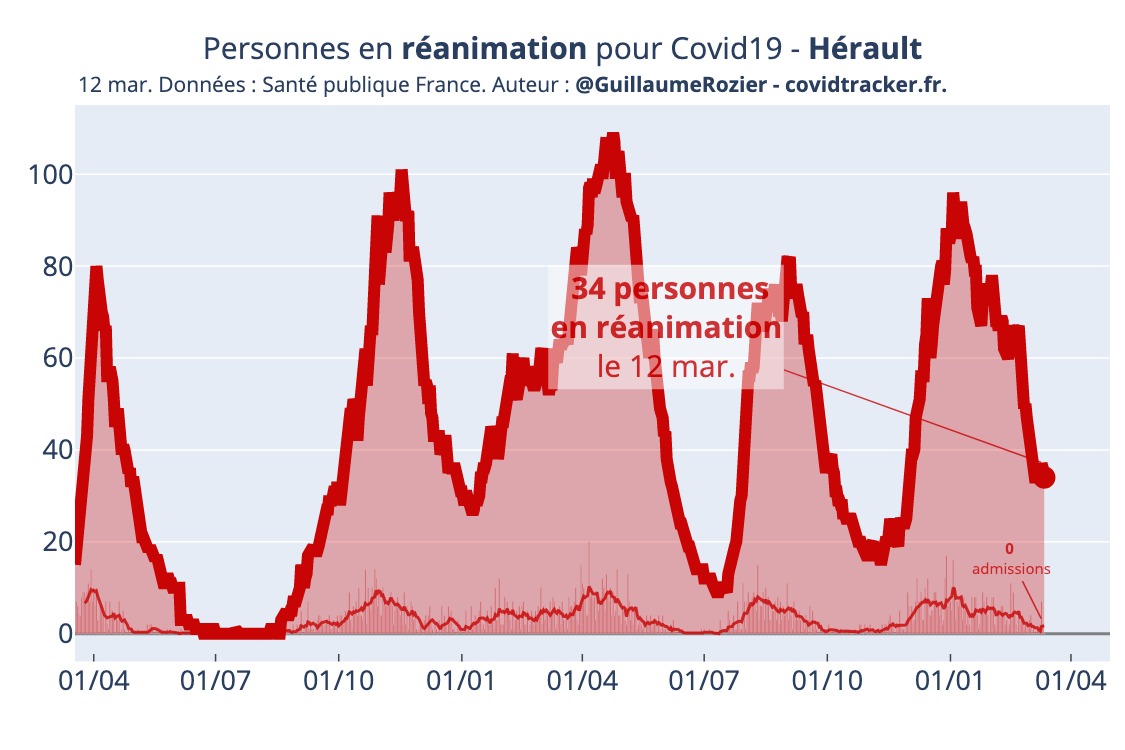 Personnes en réanimation pour Covid19 - Hérault
12 mar. Données : Santé publique France. Auteur : @GuillaumeRozier - covidtracker.fr.
100
80
34 personnes
en réanimation
60
le 12 mar.
40
20
0
admissions
0
01/04 01/07 01/10 01/01 01/04 01/07 01/10 01/01 01/04